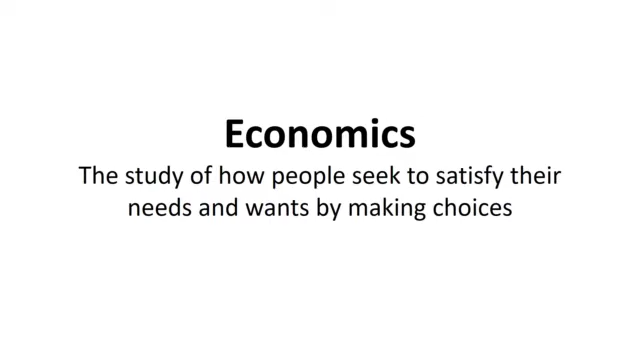 Economics
The study of how people seek to satisfy their
needs and wants by making choices